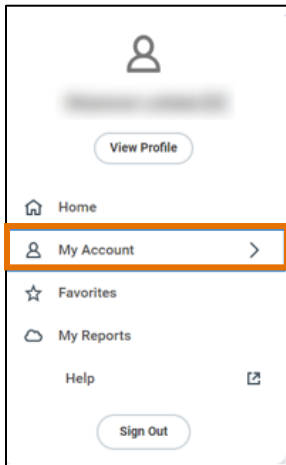 View Profile
Home
My Account
Favorites
My Reports
Help
Sign Out